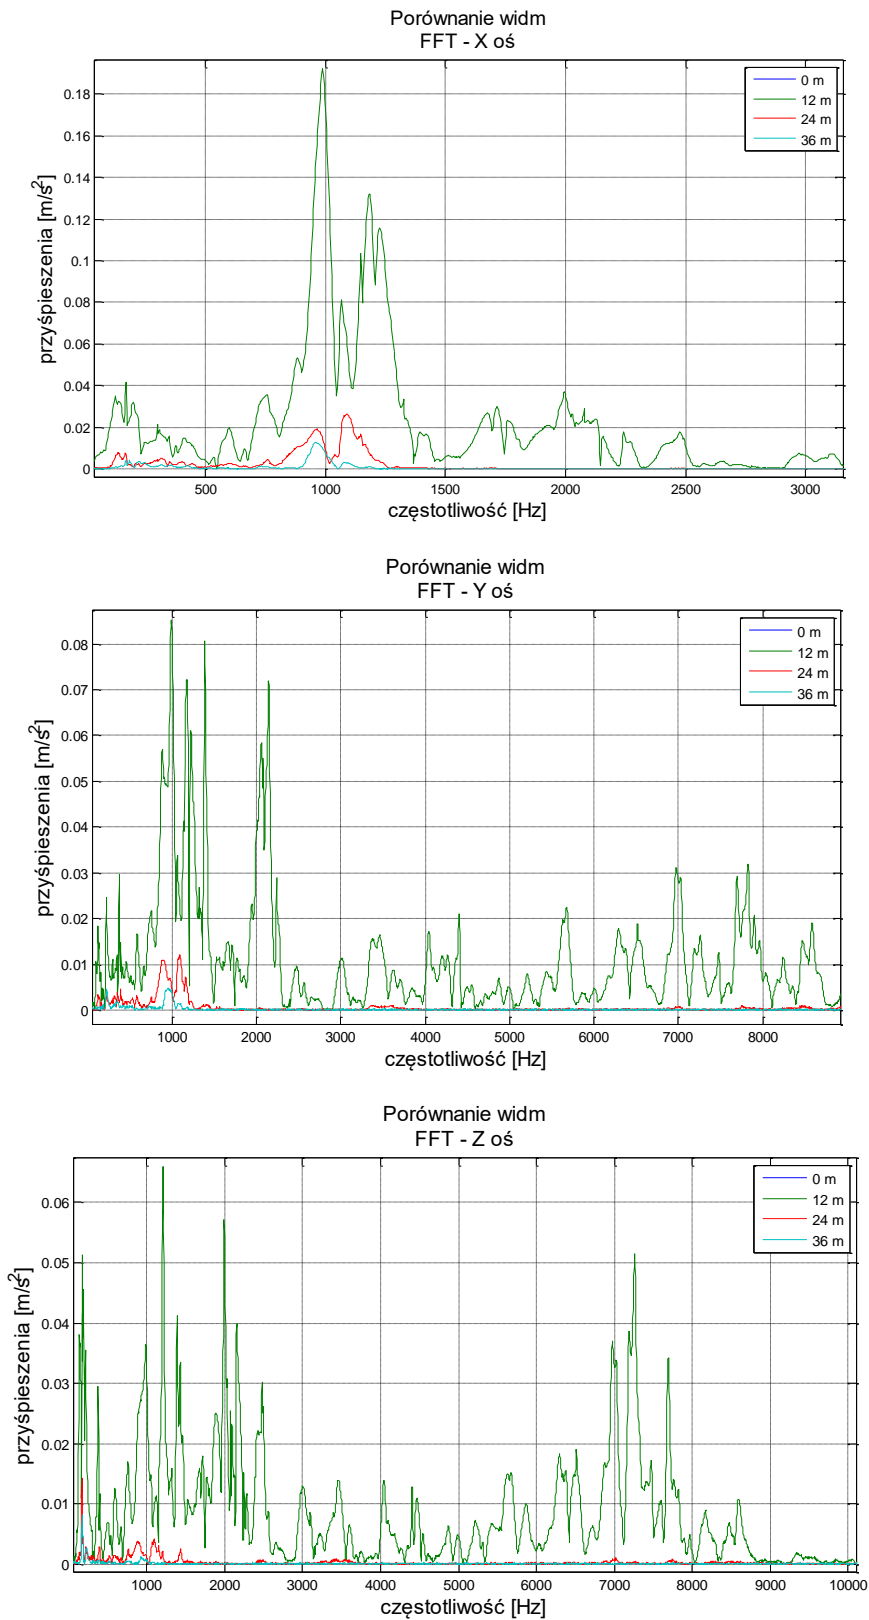 Porównanie widm
FFT - X oś
0 m
12 m
24 m
36 m
0.18
0.16
0.14
0.12
0.1
0.08
0.06
0.04
0.02
0
przyśpieszenia [m/s²]
500 1000 1500 2000 2500 3000
częstotliwość [Hz]
Porównanie widm
FFT - Y oś
0 m
12 m
24 m
36 m
0.08
0.07
0.06
0.05
0.04
0.03
0.02
0.01
0
przyśpieszenia [m/s²]
1000 2000 3000 4000 5000 6000 7000 8000
częstotliwość [Hz]
Porównanie widm
FFT - Z oś
0 m
12 m
24 m
36 m
0.06
0.05
0.04
0.03
0.02
0.01
0
przyśpieszenia [m/s²]
1000 2000 3000 4000 5000 6000 7000 8000 9000 10000
częstotliwość [Hz]